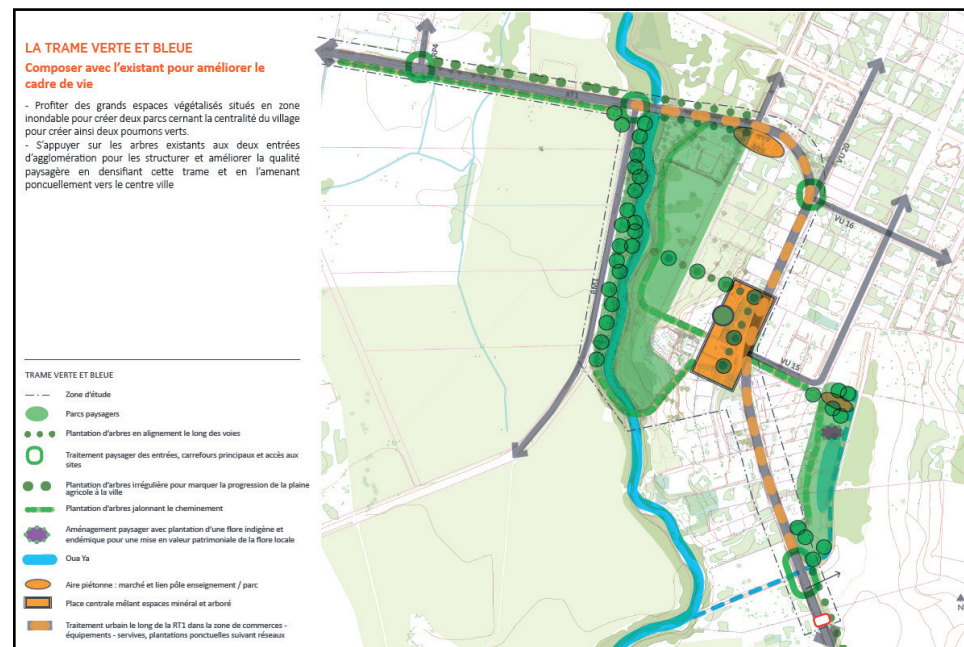 LA TRAME VERTE ET BLEUE
Composer avec l'existant pour améliorer le
cadre de vie
- Profiter des grands espaces végétalisés situés en zone
inondable pour créer deux parcs cernant la centralité du village
pour créer ainsi deux poumons verts.
- S'appuyer sur les arbres existants aux deux entrées
d'agglomération pour les structurer et améliorer la qualité
paysagère en densifiant cette trame et en l'amenant
poncuellement vers le centre ville
TRAME VERTE ET BLEUE
Zone d'étude
Parcs paysagers
Plantation d'arbres en alignement le long des voies
Traitement paysager des entrées, carrefours principaux et accès aux
sites
Plantation d'arbres irrégulière pour marquer la progression de la plaine
agricole à la ville
Plantation d'arbres jalonnant le cheminement
Aménagement paysager avec plantation d'une flore indigène et
endémique pour une mise en valeur patrimoniale de la flore locale
Oua Ya
Aire piétonne : marché et lien pôle enseignement / parc
Place centrale mêlant espaces minéral et arboré
Traitement urbain le long de la RT1 dans la zone de commerces -
équipements - servives, plantations ponctuelles suivant réseaux
RP4
RT1
RM1
VU 20
VU 16
VU 15
N